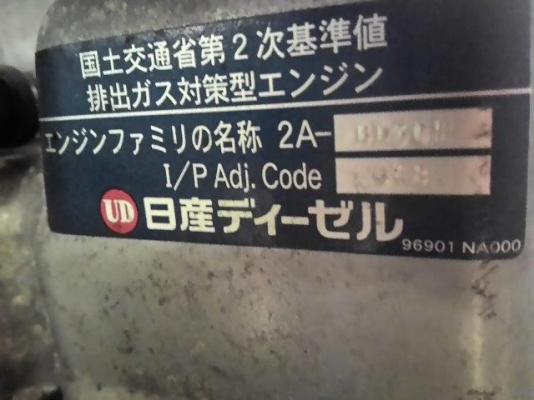 国土交通省第2次基準値
排出ガス対策型エンジン
エンジンファミリの名称 2A-
I/P Adj. Code
UD 日産ディーゼル
96901 NA000